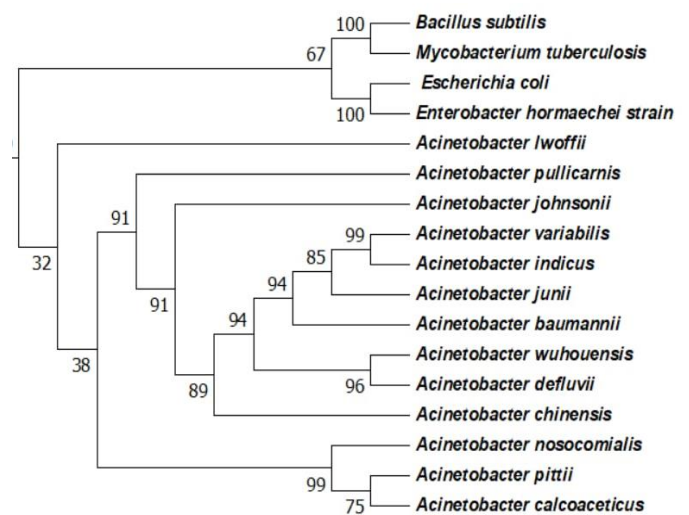 100
Bacillus subtilis
Mycobacterium tuberculosis
67
Escherichia coli
100
Enterobacter hormaechei strain
Acinetobacter lwoffii
Acinetobacter pullicarnis
91
Acinetobacter johnsonii
99
Acinetobacter variabilis
85
Acinetobacter indicus
32
94
Acinetobacter junii
91
94
Acinetobacter baumannii
Acinetobacter wuhouensis
38
89
96
Acinetobacter defluvii
Acinetobacter chinensis
Acinetobacter nosocomialis
99
Acinetobacter pittii
75
Acinetobacter calcoaceticus